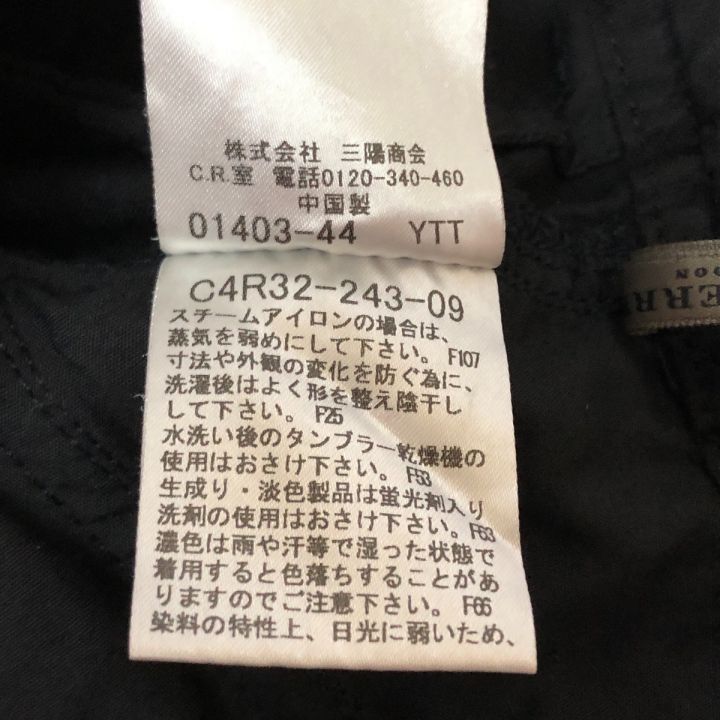 株式会社 三陽商会
C.R.室 電話0120-340-460
中国製
01403-44 YTT
C4R32-243-09
スチームアイロンの場合は、
蒸気を弱めにして下さい。F107
寸法や外観の変化を防ぐ為に、
洗濯後はよく形を整え陰干し
して下さい。F25
水洗い後のタンブラー乾燥機の
使用はおさけ下さい。F53
生成り・淡色製品は蛍光剤入り
洗剤の使用はおさけ下さい。F63
濃色は雨や汗等で湿った状態で
着用すると色落ちすることがあ
りますのでご注意下さい。F66
染料の特性上、日光に弱いため、